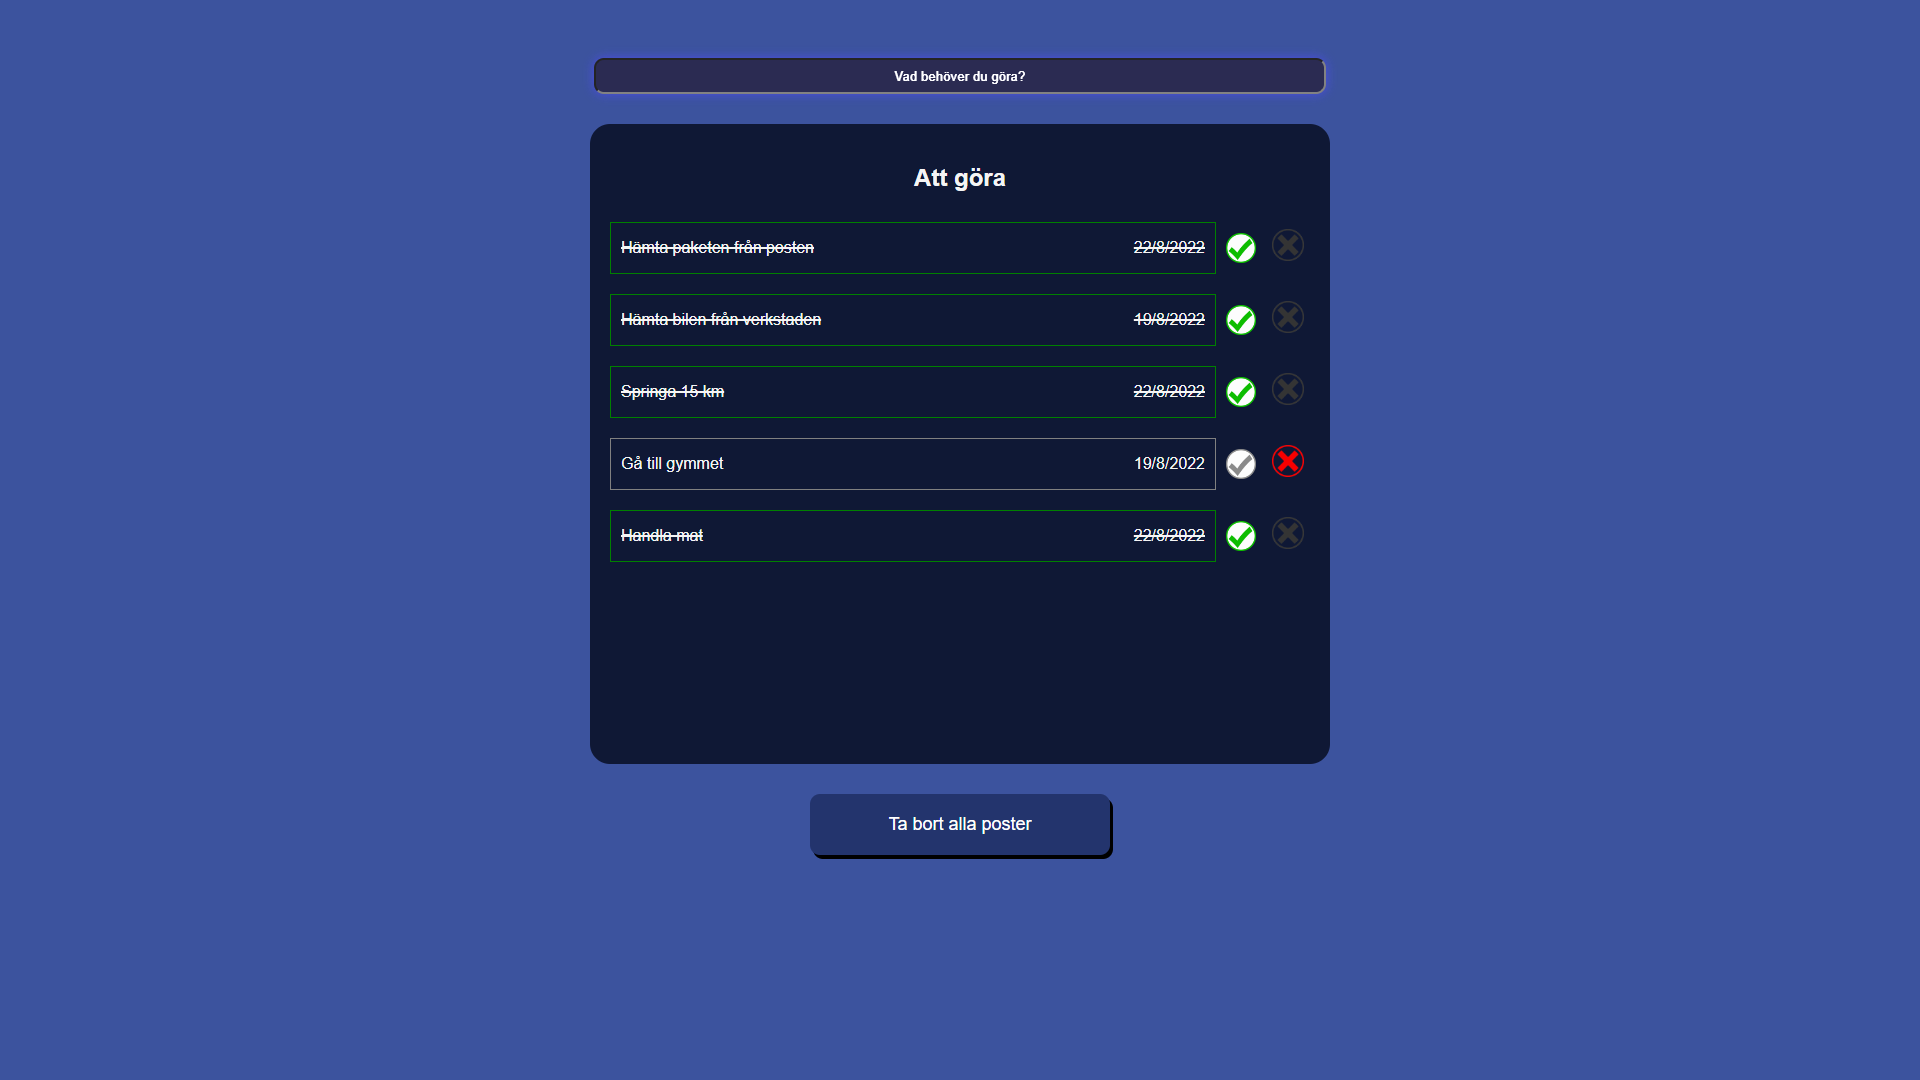 Vad behöver du göra?
Att göra
Hämta paketen från posten 22/8/2022
Hämta bilen från verkstaden 19/8/2022
Springa 15 km 22/8/2022
Gå till gymmet 19/8/2022
Handla mat 22/8/2022
Ta bort alla poster